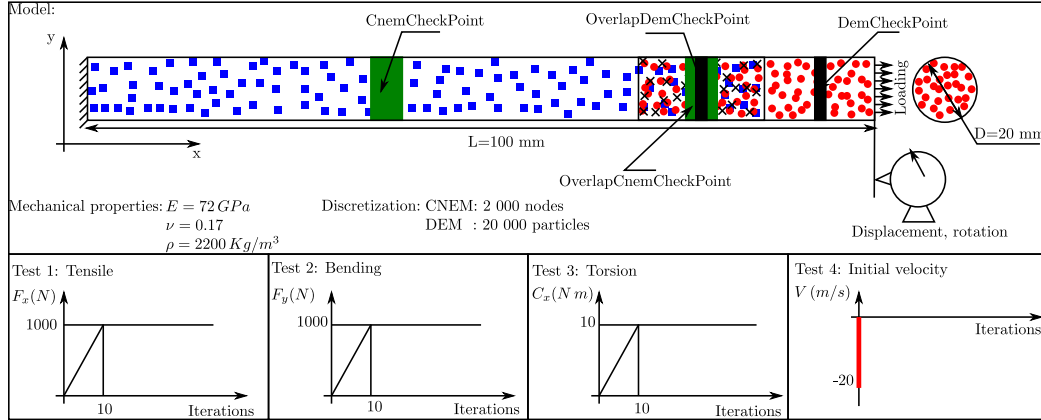 Model:
y
x
CnemCheckPoint
OverlapDemCheckPoint
DemCheckPoint
Loading
D=20 mm
L=100 mm
OverlapCnemCheckPoint
Displacement, rotation
Mechanical properties: E = 72 GPa
ν = 0.17
ρ = 2200 Kg/m³
Discretization: CNEM: 2 000 nodes
DEM : 20 000 particles
Test 1: Tensile
F_x(N)
1000
10
Iterations
Test 2: Bending
F_y(N)
1000
10
Iterations
Test 3: Torsion
C_x(N m)
10
10
Iterations
Test 4: Initial velocity
V (m/s)
Iterations
-20